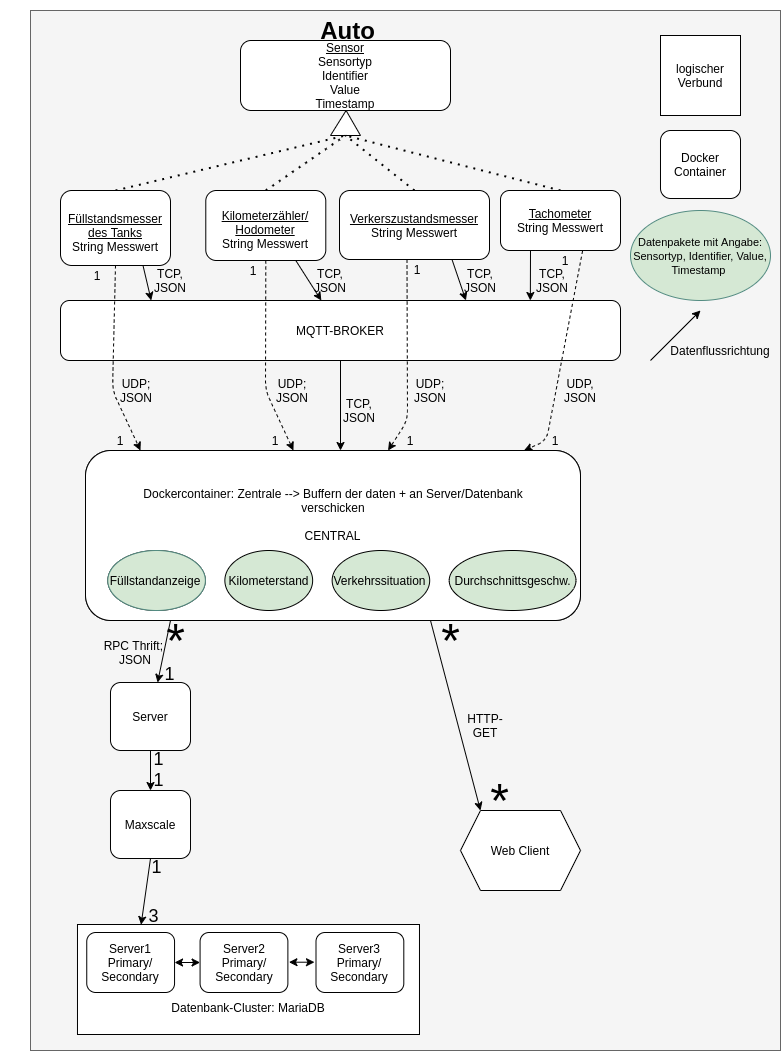 Auto
Sensor
Sensortyp
Identifier
Value
Timestamp
logischer
Verbund
Docker
Container
Datenpakete mit Angabe:
Sensortyp, Identifier, Value,
Timestamp
Datenflussrichtung
Füllstandsmesser
des Tanks
String Messwert
Kilometerzähler/
Hodometer
String Messwert
Verkerszustandsmesser
String Messwert
Tachometer
String Messwert
1
TCP,
JSON
1
TCP,
JSON
1
TCP,
JSON
1
TCP,
JSON
MQTT-BROKER
UDP;
JSON
UDP;
JSON
TCP,
JSON
UDP;
JSON
UDP,
JSON
1
1
1
1
Dockercontainer: Zentrale --> Buffern der daten + an Server/Datenbank
verschicken
CENTRAL
Füllstandanzeige
Kilometerstand
Verkehrssituation
Durchschnittsgeschw.
*
*
RPC Thrift;
JSON
1
Server
1
1
Maxscale
1
3
HTTP-
GET
*
Web Client
Server1
Primary/
Secondary
Server2
Primary/
Secondary
Server3
Primary/
Secondary
Datenbank-Cluster: MariaDB